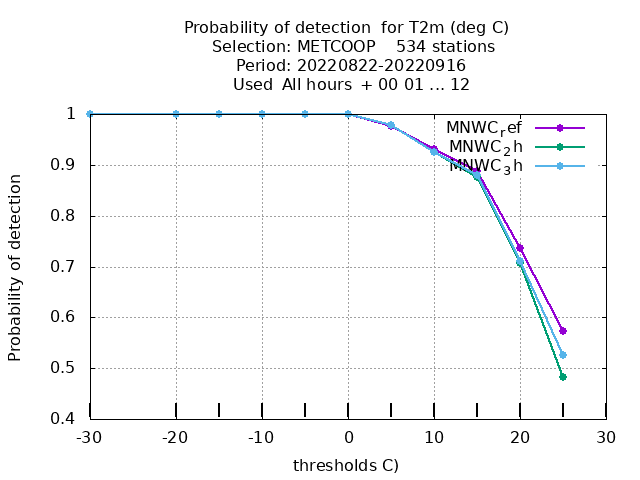 Probability of detection  for T2m (deg C)
Selection: METCOOP    534 stations
Period: 20220822-20220916
Used  All hours  + 00 01 ... 12
Probability of detection
1
0.9
0.8
0.7
0.6
0.5
0.4
MNWC_ref
MNWC_2h
MNWC_3h
-30
-20
-10
0
10
20
30
thresholds C)